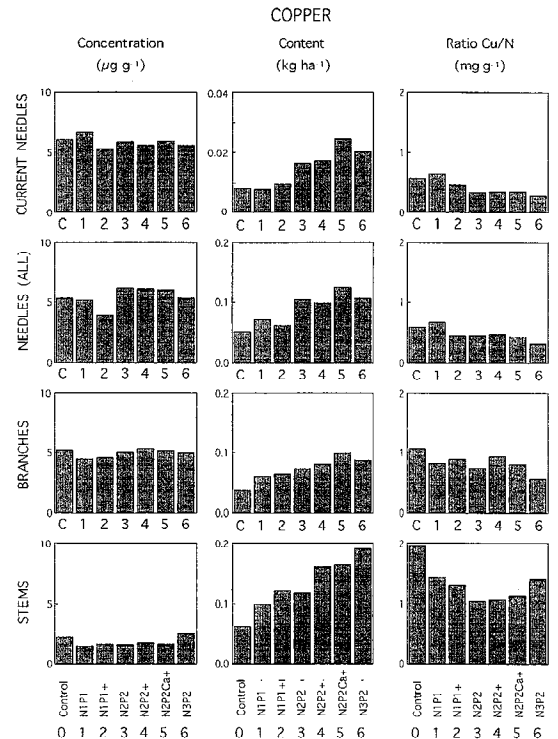 COPPER
Concentration Content Ratio Cu/N
(μg g⁻¹) (kg ha⁻¹) (mg g⁻¹)
CURRENT NEEDLES
10 5 0
0.04 0.02 0
2 1 0
C 1 2 3 4 5 6 C 1 2 3 4 5 6 C 1 2 3 4 5 6
NEEDLES (ALL)
10 5 0
0.2 0.1 0.0
2 1 0
C 1 2 3 4 5 6 C 1 2 3 4 5 6 C 1 2 3 4 5 6
BRANCHES
10 5 0
0.2 0.1 0.0
2 1 0
C 1 2 3 4 5 6 C 1 2 3 4 5 6 C 1 2 3 4 5 6
STEMS
10 5 0
0.2 0.1 0.0
2 1 0
Control N1P1 N1P1+ N2P2 N2P2+ N2P2Ca+ N3P2
0 1 2 3 4 5 6
Control N1P1 N1P1+ N2P2 N2P2+ N2P2Ca+ N3P2
0 1 2 3 4 5 6
Control N1P1 N1P1+ N2P2 N2P2+ N2P2Ca+ N3P2
0 1 2 3 4 5 6